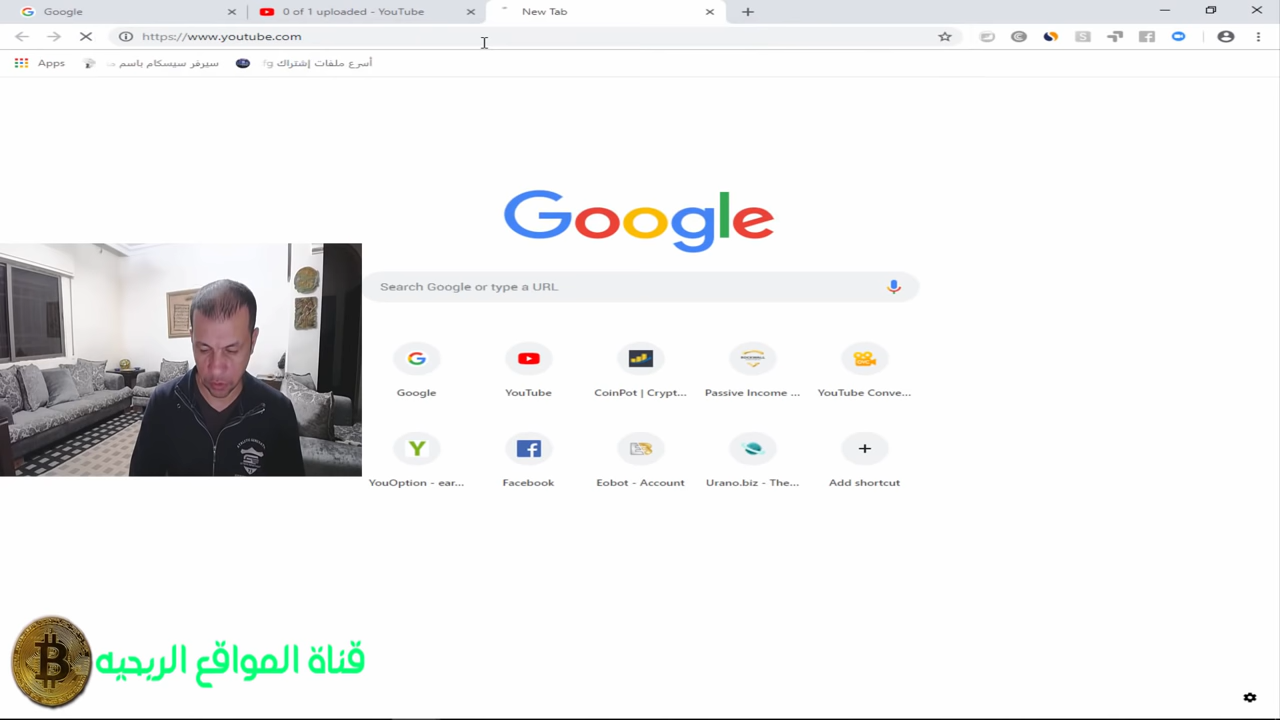 Google
0 of 1 uploaded - YouTube
New Tab
https://www.youtube.com
Apps
سيرفر سيسكام باسم
أسرع ملفات إشتراك fg
Google
Search Google or type a URL
Google
YouTube
CoinPot | Crypt...
Passive Income ...
YouTube Conve...
YouOption - ear...
Facebook
Eobot - Account
Urano.biz - The...
Add shortcut
قناة المواقع الربحيه